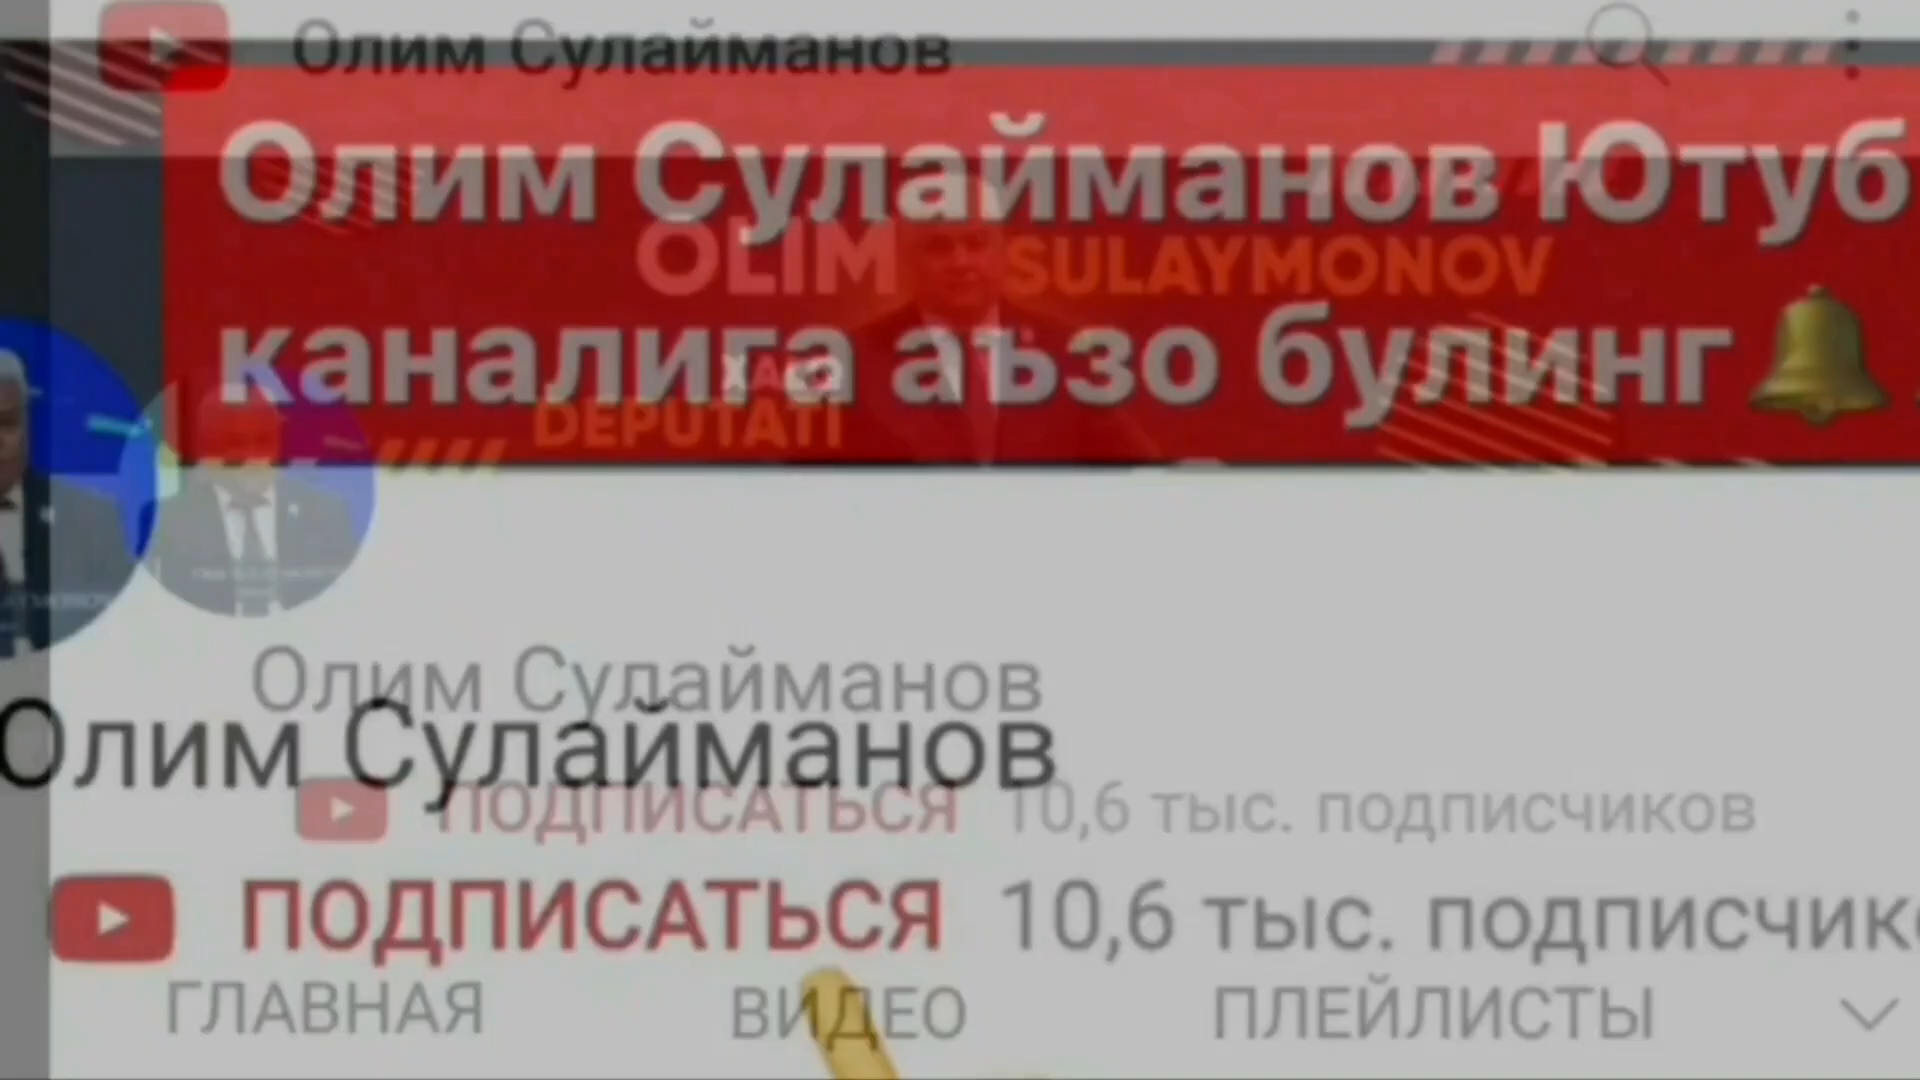 Олим Сулайманов
Олим Сулайманов Ютуб
OLIM SULAYMONOV
каналига аъзо булинг
DEPUTATI
Олим Сулайманов
Олим Сулайманов
ПОДПИСАТЬСЯ 10,6 тыс. подписчиков
ПОДПИСАТЬСЯ 10,6 тыс. подписчик
ГЛАВНАЯ ВИДЕО ПЛЕЙЛИСТЫ